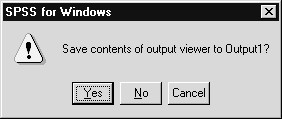 SPSS for Windows
Save contents of output viewer to Output1?
Yes
No
Cancel